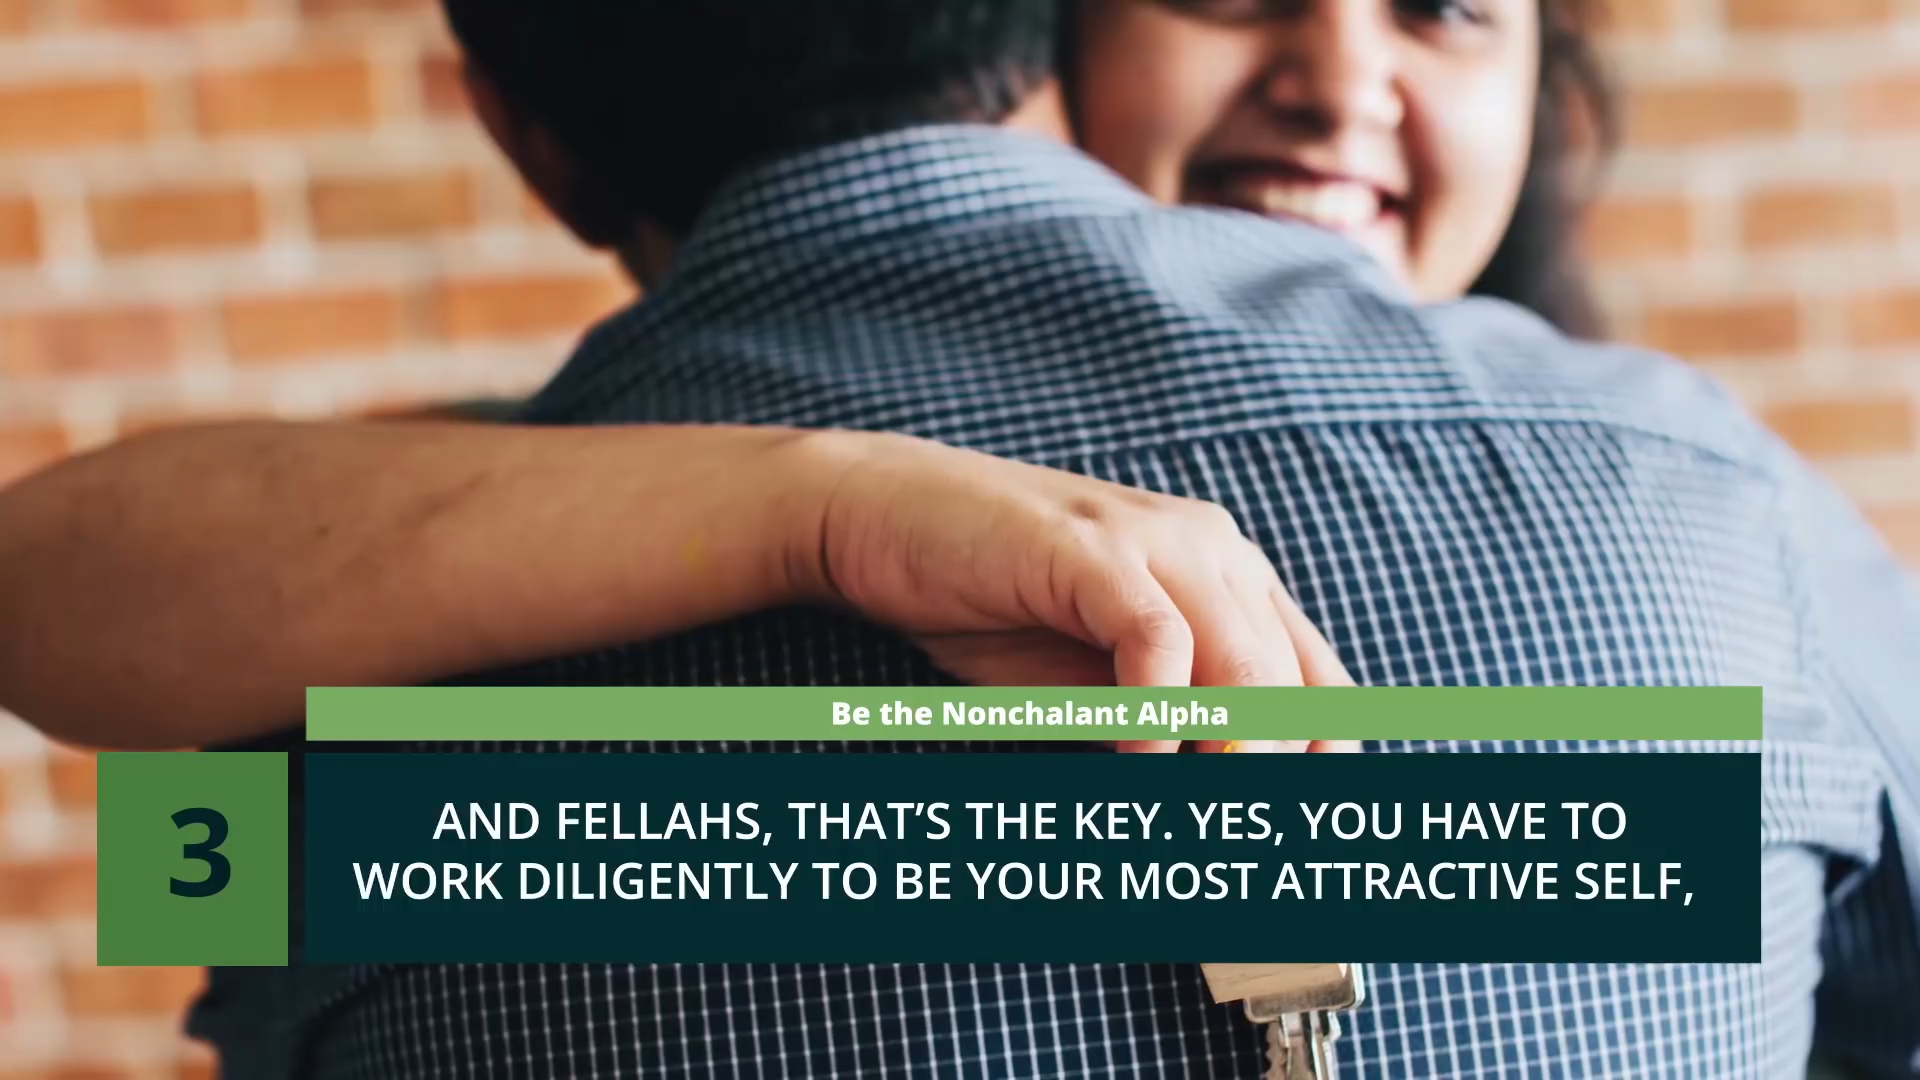 Be the Nonchalant Alpha
3
AND FELLAHS, THAT’S THE KEY. YES, YOU HAVE TO
WORK DILIGENTLY TO BE YOUR MOST ATTRACTIVE SELF,